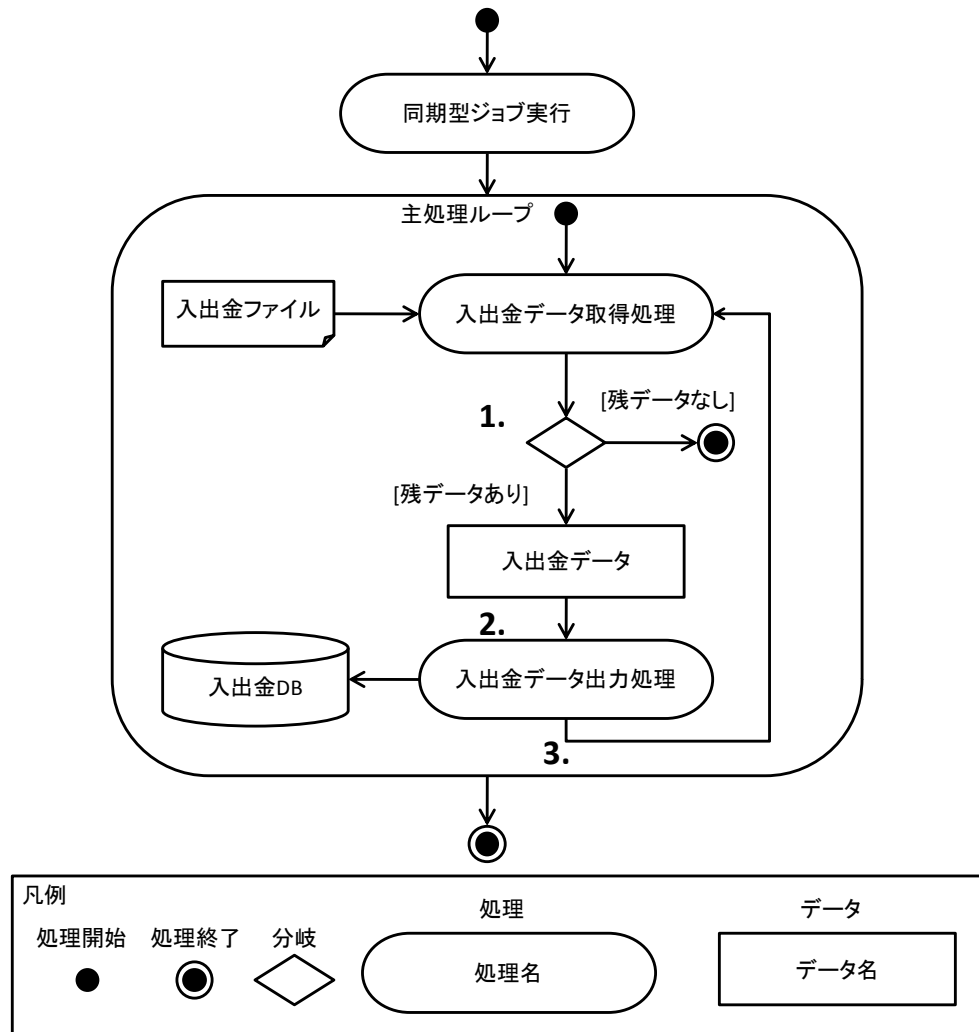 同期型ジョブ実行
主処理ループ
入出金ファイル
入出金データ取得処理
[残データなし]
1.
[残データあり]
入出金データ
2.
入出金DB
入出金データ出力処理
3.
凡例
処理
データ
処理開始
処理終了
分岐
処理名
データ名